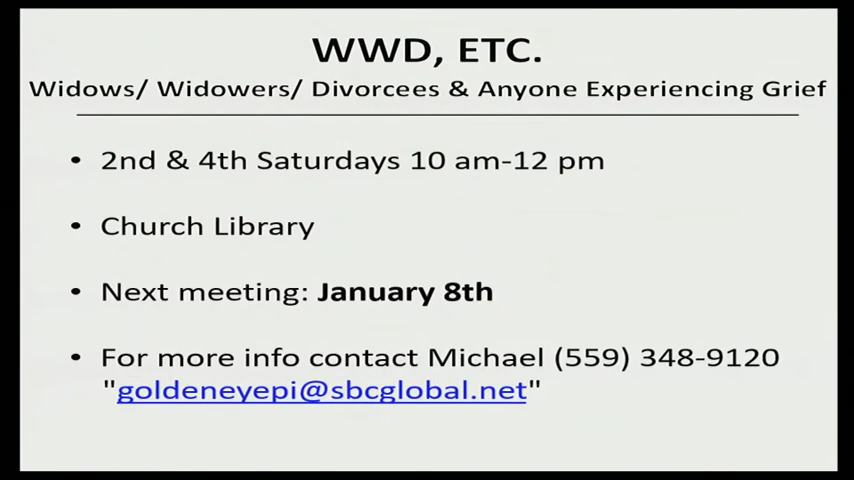 WWD, ETC.
Widows/ Widowers/ Divorcees & Anyone Experiencing Grief
• 2nd & 4th Saturdays 10 am-12 pm
• Church Library
• Next meeting: January 8th
• For more info contact Michael (559) 348-9120
"goldeneyepi@sbcglobal.net"